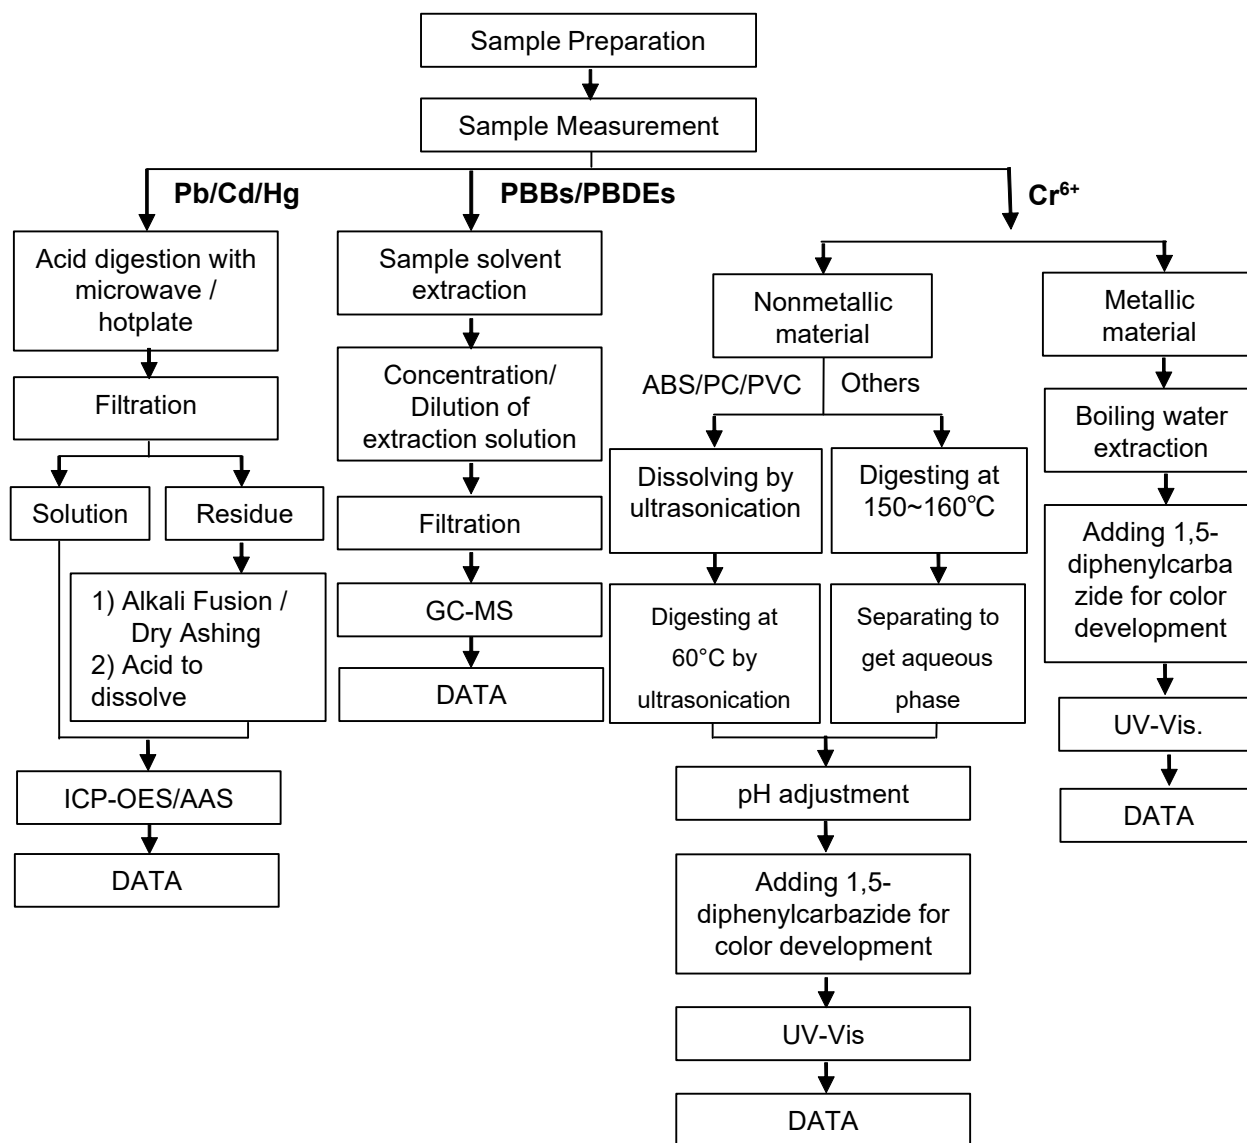 Sample Preparation
Sample Measurement
Pb/Cd/Hg
PBBs/PBDEs
Cr⁶⁺
Acid digestion with
microwave /
hotplate
Filtration
Solution
Residue
1) Alkali Fusion /
Dry Ashing
2) Acid to
dissolve
ICP-OES/AAS
DATA
Sample solvent
extraction
Concentration/
Dilution of
extraction solution
Filtration
GC-MS
DATA
Nonmetallic
material
ABS/PC/PVC
Others
Dissolving by
ultrasonication
Digesting at
60°C by
ultrasonication
Digesting at
150~160℃
Separating to
get aqueous
phase
pH adjustment
Adding 1,5-
diphenylcarbazide for
color development
UV-Vis
DATA
Metallic
material
Boiling water
extraction
Adding 1,5-
diphenylcarba
zide for color
development
UV-Vis.
DATA